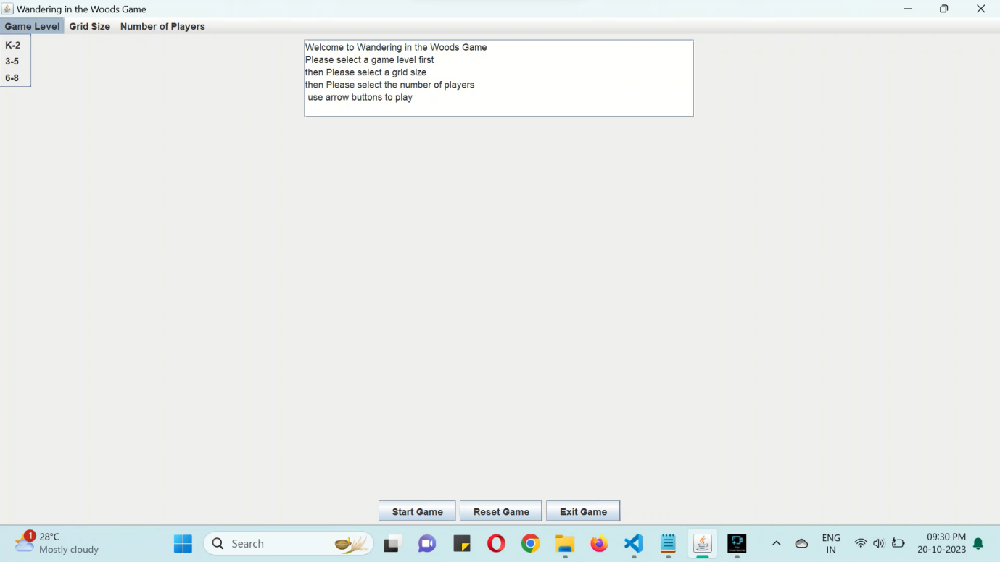 Wandering in the Woods Game
Game Level Grid Size Number of Players
K-2
3-5
6-8
Welcome to Wandering in the Woods Game
Please select a game level first
then Please select a grid size
then Please select the number of players
use arrow buttons to play
Start Game Reset Game Exit Game
1
28°C
Mostly cloudy
Search
ENG
IN
09:30 PM
20-10-2023